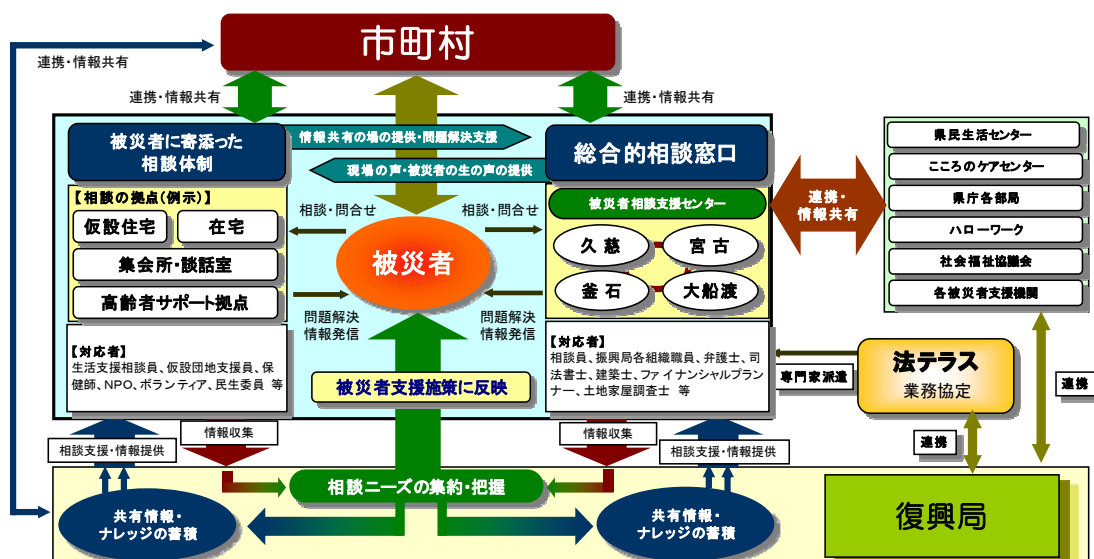 市町村
連携・情報共有
連携・情報共有
連携・情報共有
被災者に寄添った
相談体制
情報共有の場の提供・問題解決支援
現場の声・被災者の生の声の提供
総合的相談窓口
【相談の拠点(例示)】
仮設住宅
在宅
集会所・談話室
高齢者サポート拠点
相談・問合せ
相談・問合せ
被災者
問題解決
情報発信
問題解決
情報発信
被災者相談支援センター
久慈
宮古
釜石
大船渡
連携・
情報共有
県民生活センター
こころのケアセンター
県庁各部局
ハローワーク
社会福祉協議会
各被災者支援機関
【対応者】
生活支援相談員、仮設団地支援員、保
健師、NPO、ボランティア、民生委員 等
被災者支援施策に反映
【対応者】
相談員、振興局各組織職員、弁護士、司
法書士、建築士、ファイナンシャルプラン
ナー、土地家屋調査士 等
専門家派遣
法テラス
業務協定
連携
連携
相談支援・情報提供
情報収集
情報収集
相談支援・情報提供
相談ニーズの集約・把握
共有情報・
ナレッジの蓄積
共有情報・
ナレッジの蓄積
復興局